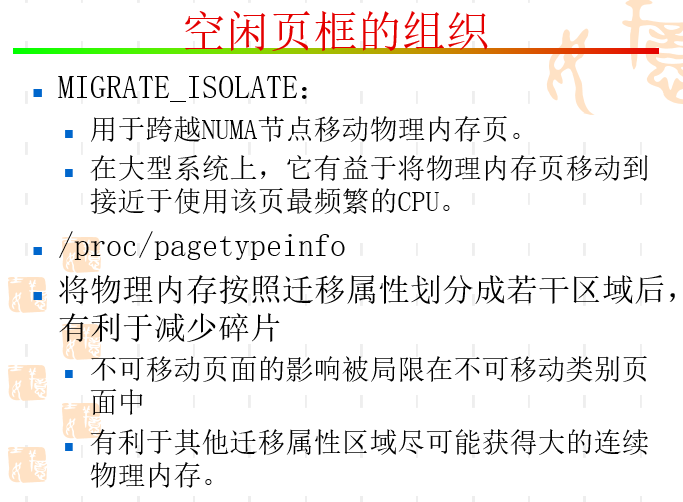 空闲页框的组织
MIGRATE_ISOLATE:
用于跨越NUMA节点移动物理内存页。
在大型系统上，它有益于将物理内存页移动到
接近于使用该页最频繁的CPU。
/proc/pagetypeinfo
将物理内存按照迁移属性划分成若干区域后，
有利于减少碎片
不可移动页面的影响被局限在不可移动类别页
面中
有利于其他迁移属性区域尽可能获得大的连续
物理内存。